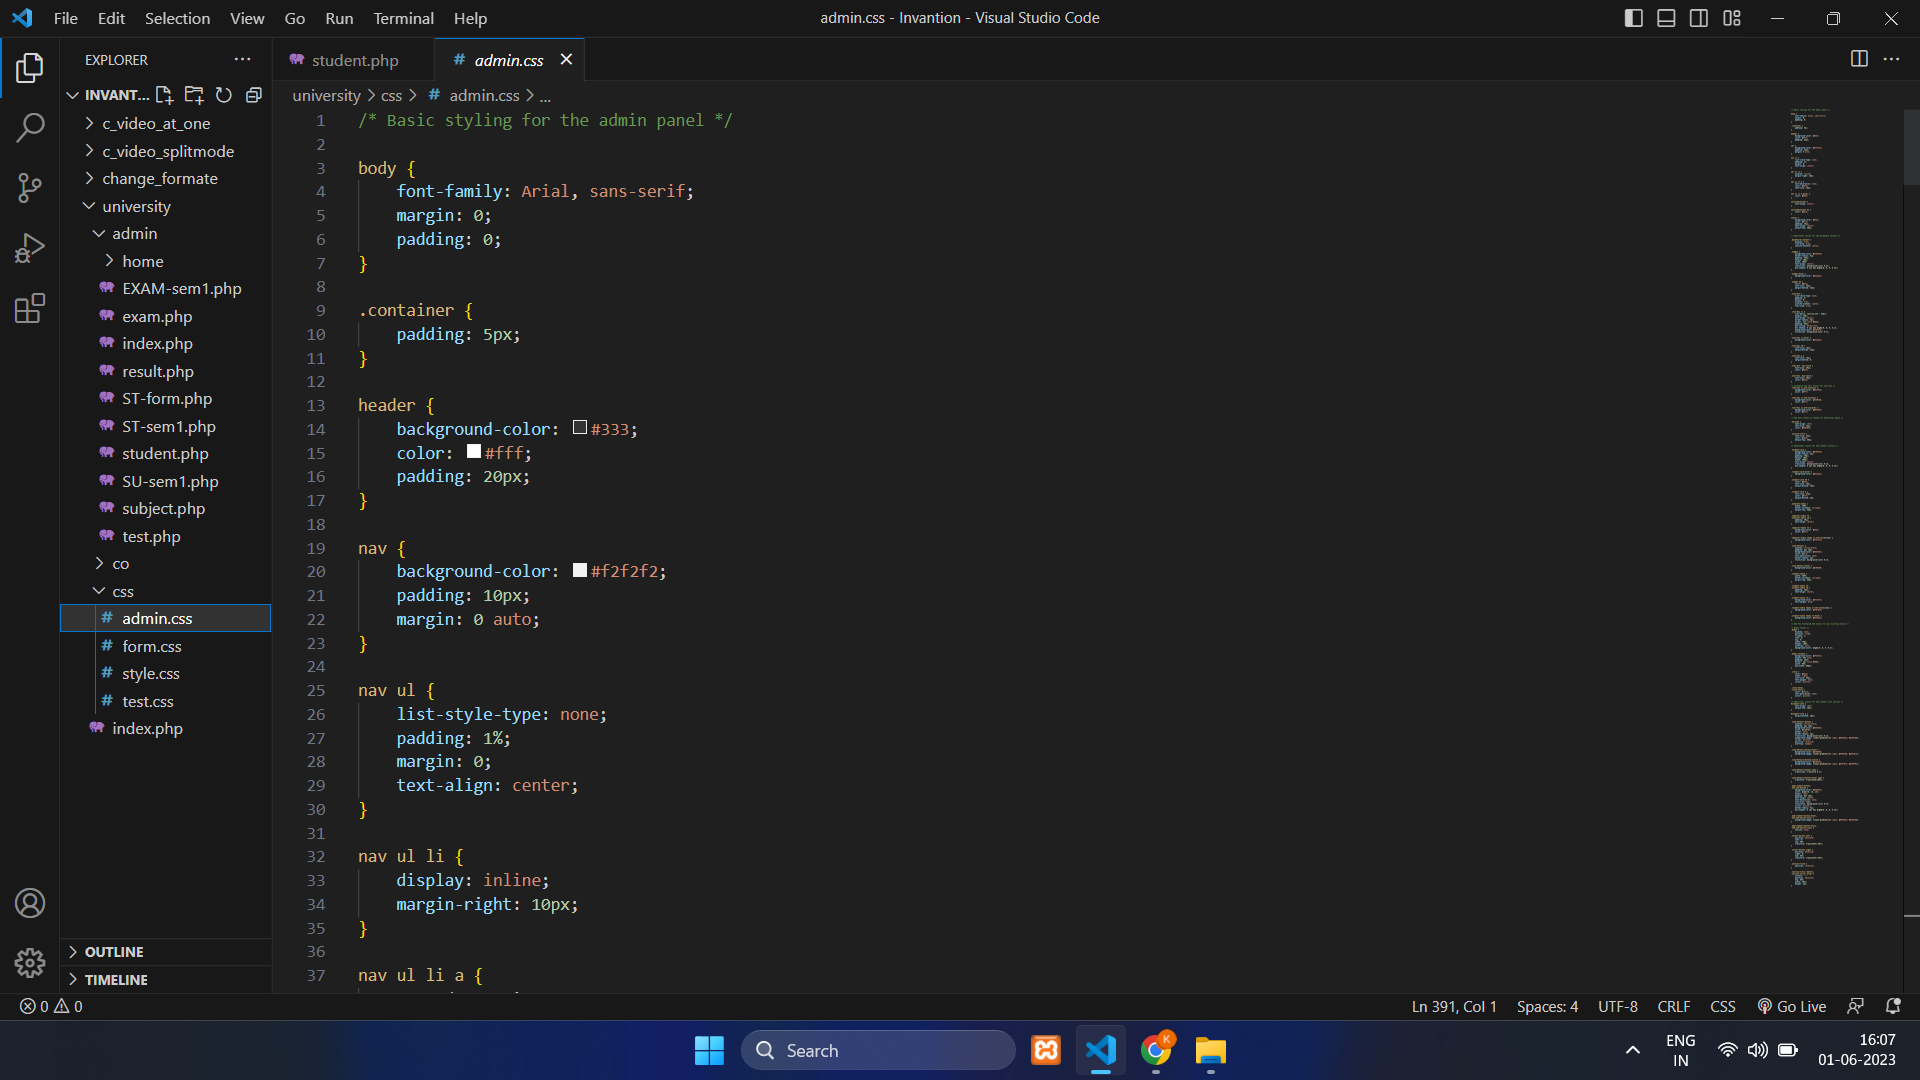 File Edit Selection View Go Run Terminal Help
admin.css - Invantion - Visual Studio Code
EXPLORER
INVANT...
c_video_at_one
c_video_splitmode
change_formate
university
admin
home
EXAM-sem1.php
exam.php
index.php
result.php
ST-form.php
ST-sem1.php
student.php
SU-sem1.php
subject.php
test.php
co
css
# admin.css
# form.css
# style.css
# test.css
index.php
OUTLINE
TIMELINE
student.php
# admin.css
university > css > # admin.css > ...
1 /* Basic styling for the admin panel */
2
3 body {
4     font-family: Arial, sans-serif;
5     margin: 0;
6     padding: 0;
7 }
8
9 .container {
10     padding: 5px;
11 }
12
13 header {
14     background-color: #333;
15     color: #fff;
16     padding: 20px;
17 }
18
19 nav {
20     background-color: #f2f2f2;
21     padding: 10px;
22     margin: 0 auto;
23 }
24
25 nav ul {
26     list-style-type: none;
27     padding: 1%;
28     margin: 0;
29     text-align: center;
30 }
31
32 nav ul li {
33     display: inline;
34     margin-right: 10px;
35 }
36
37 nav ul li a {
0 0
Ln 391, Col 1 Spaces: 4 UTF-8 CRLF CSS Go Live
Search
K
ENG
IN
16:07
01-06-2023